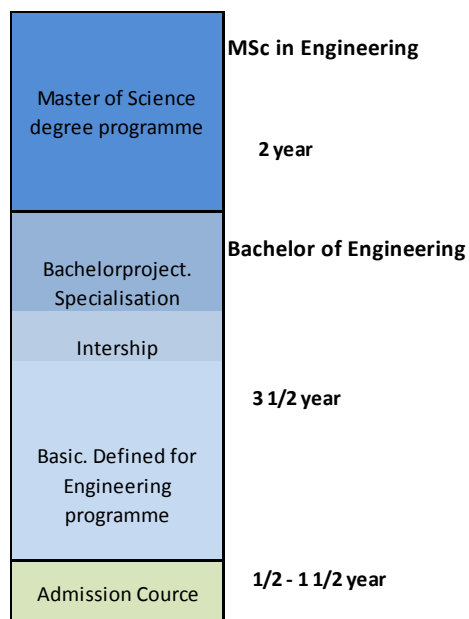 MSc in Engineering
Master of Science
degree programme
2 year
Bachelor of Engineering
Bachelorproject.
Specialisation
Intership
3 1/2 year
Basic. Defined for
Engineering
programme
1/2 - 1 1/2 year
Admission Cource